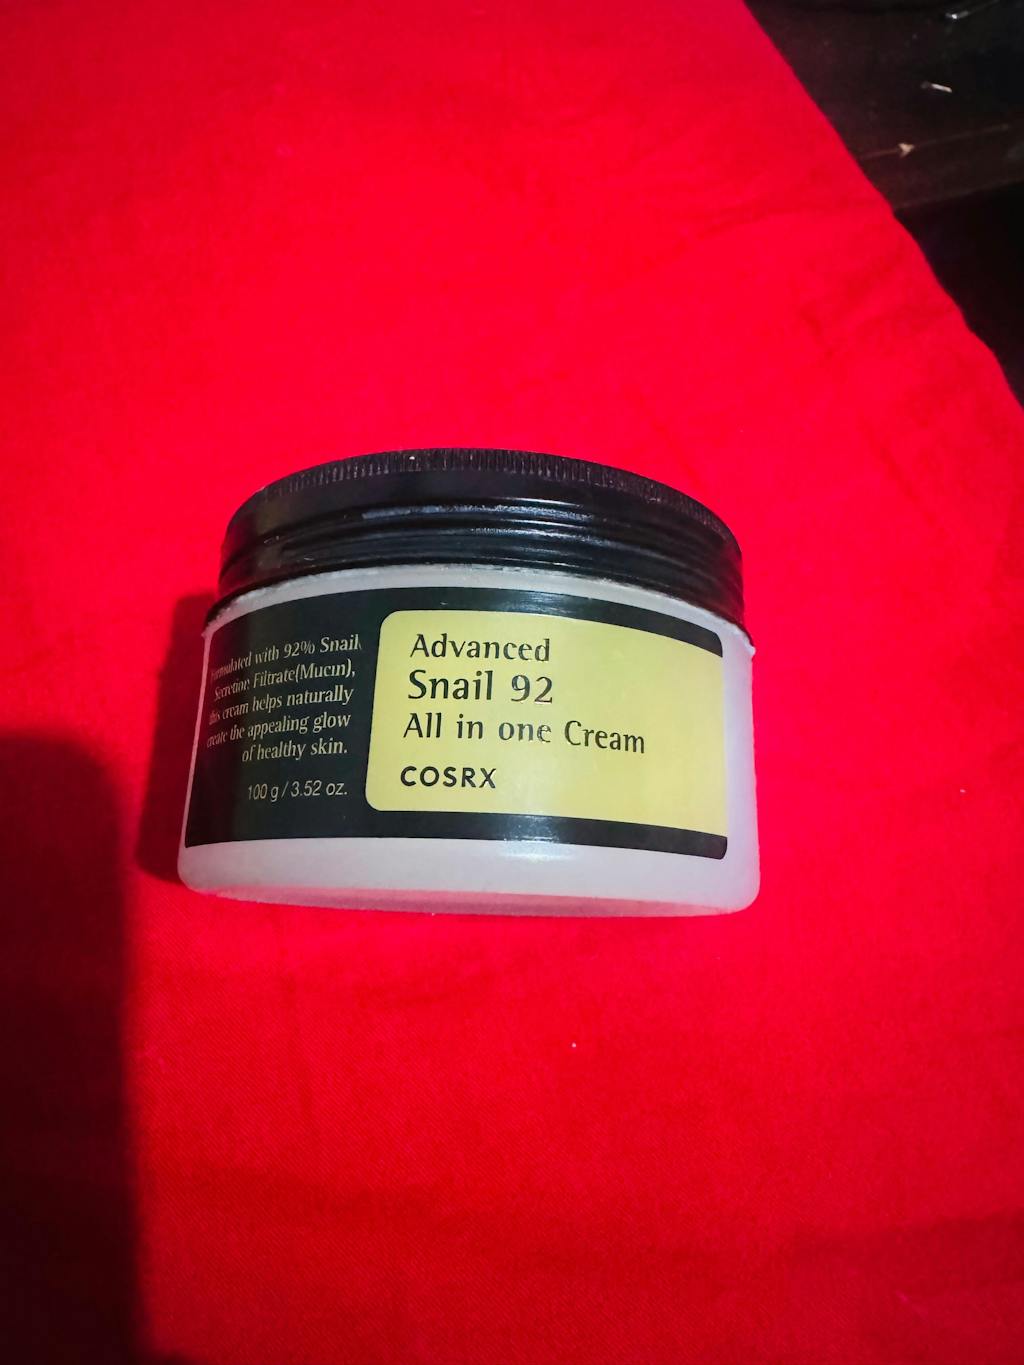 Formulated with 92% Snail
Secretion Filtrate(Mucin),
this cream helps naturally
create the appealing glow
of healthy skin.
100 g / 3.52 oz.
Advanced
Snail 92
All in one Cream
COSRX